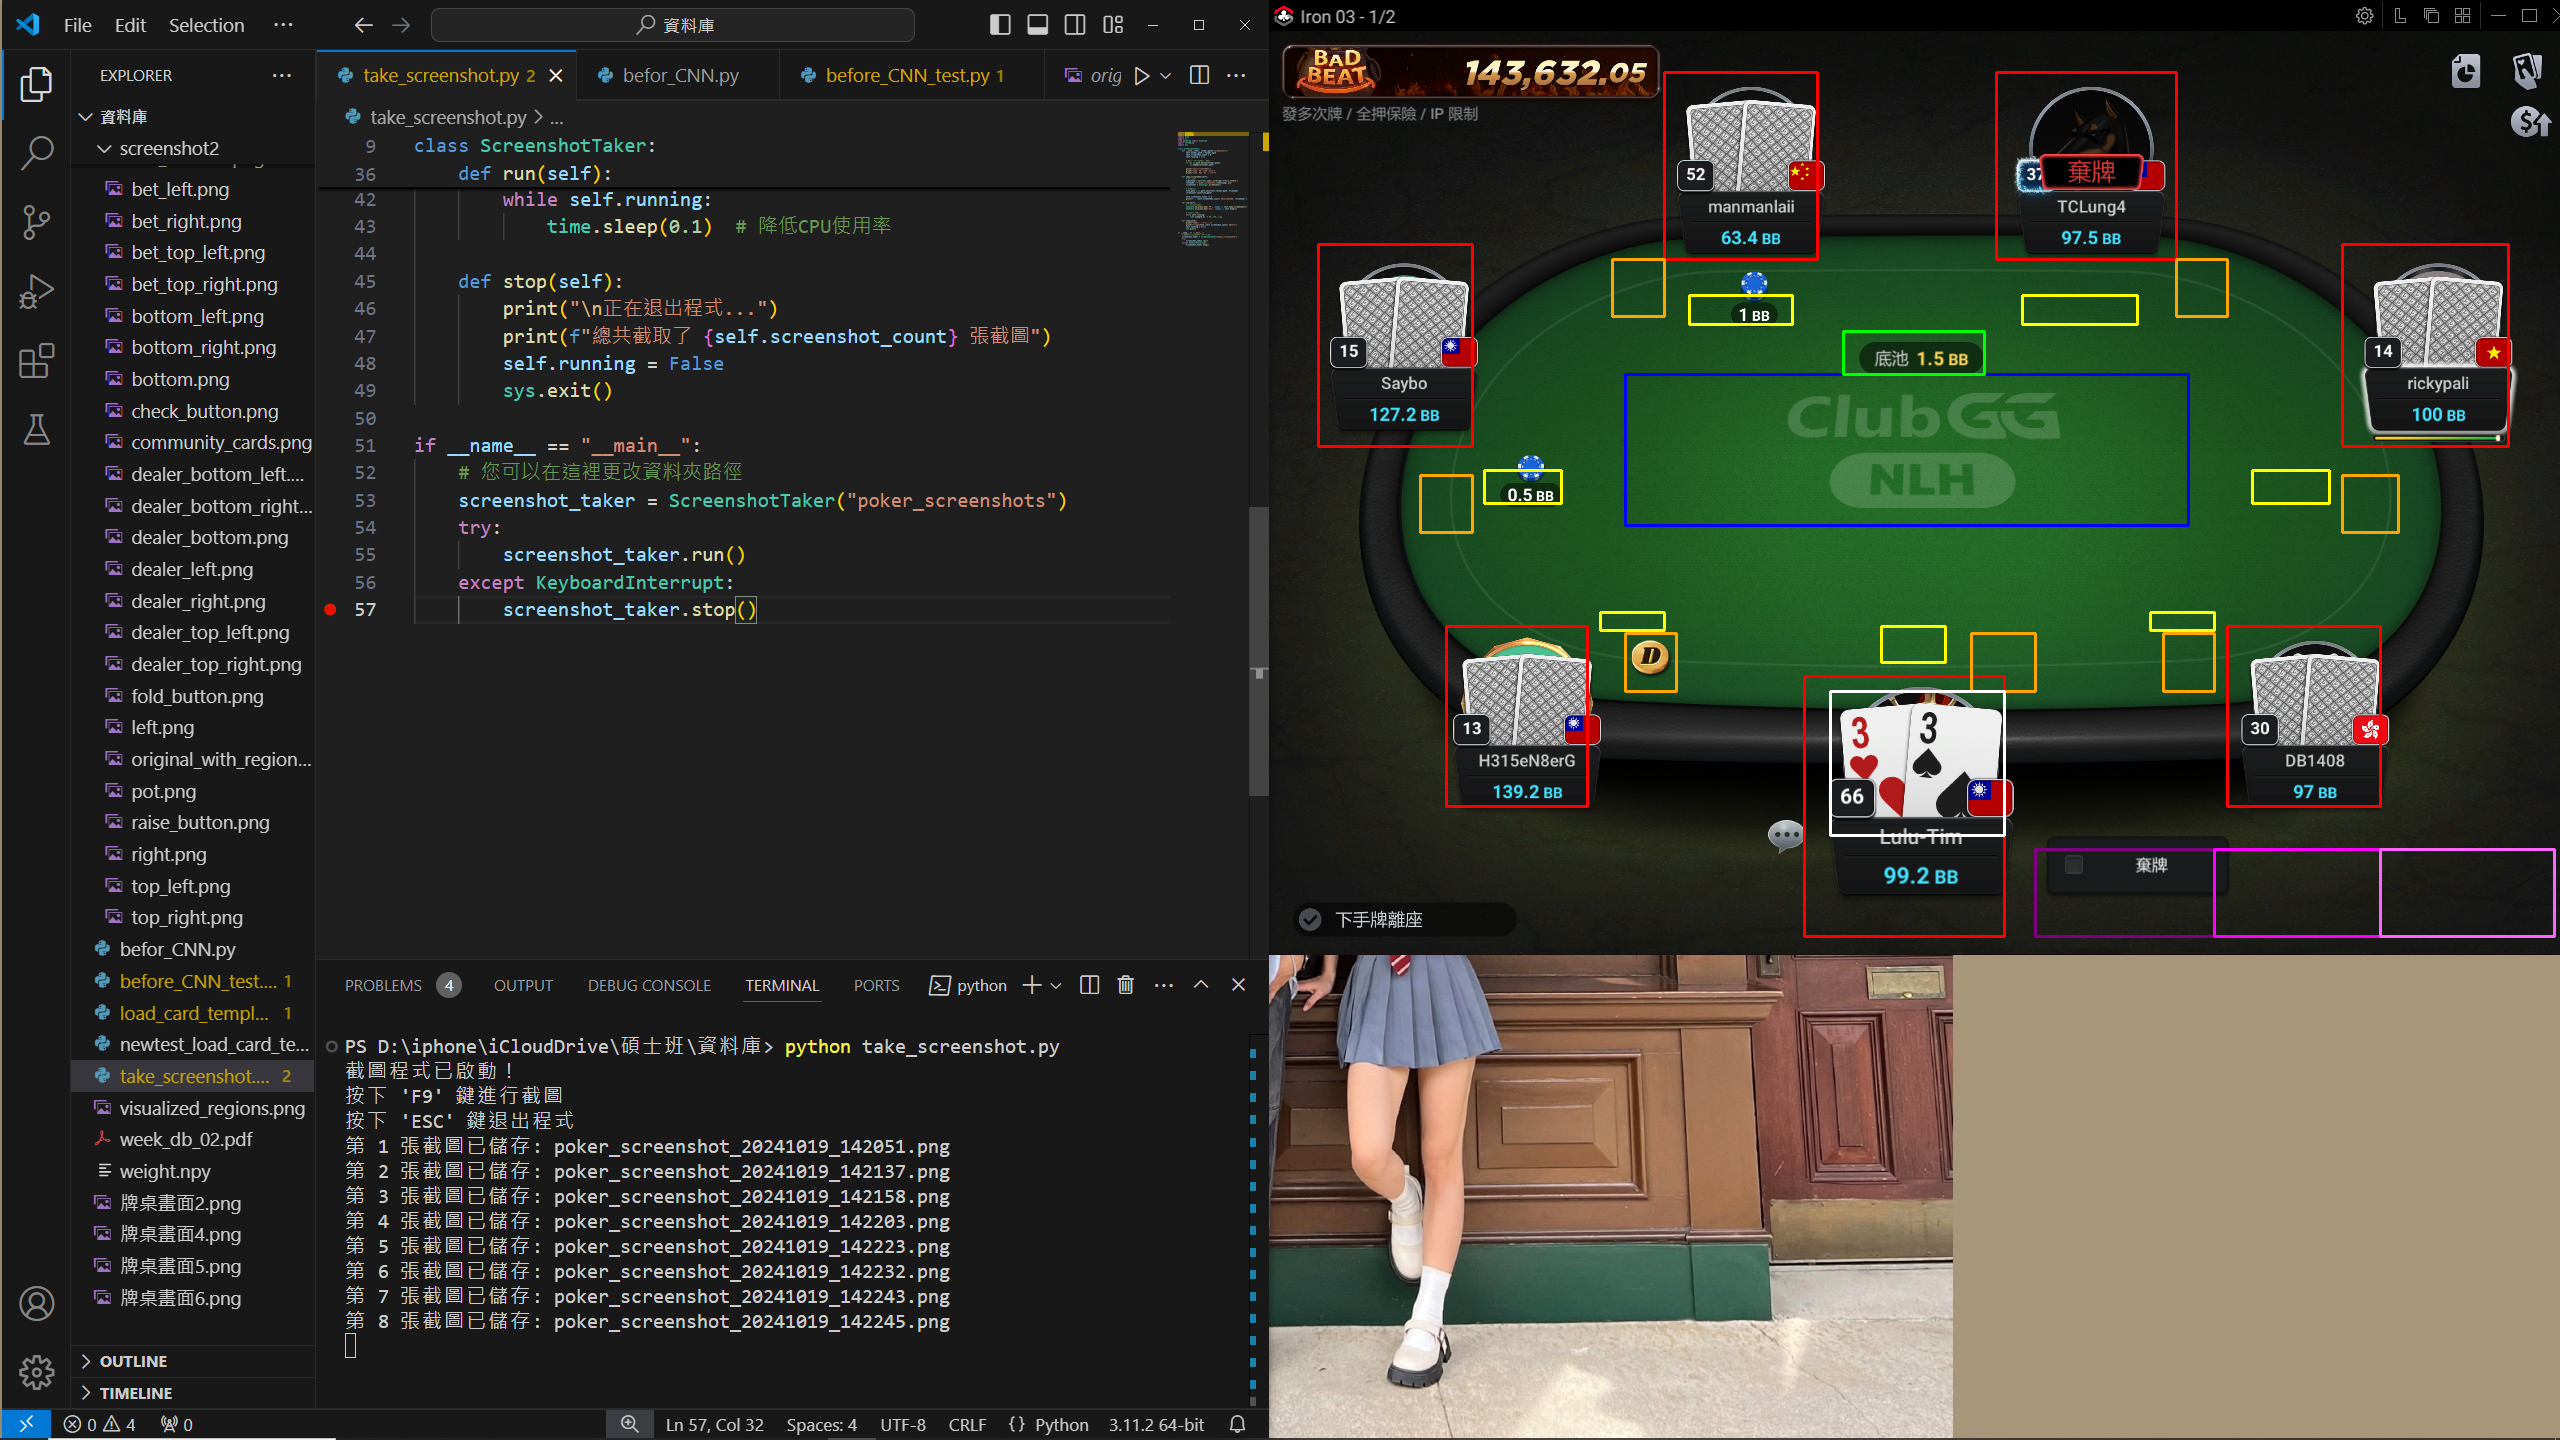 File Edit Selection ···
資料庫
EXPLORER ···
資料庫
screenshot2
bet_left.png
bet_right.png
bet_top_left.png
bet_top_right.png
bottom_left.png
bottom_right.png
bottom.png
check_button.png
community_cards.png
dealer_bottom_left....
dealer_bottom_right...
dealer_bottom.png
dealer_left.png
dealer_right.png
dealer_top_left.png
dealer_top_right.png
fold_button.png
left.png
original_with_region...
pot.png
raise_button.png
right.png
top_left.png
top_right.png
befor_CNN.py
before_CNN_test.... 1
load_card_templ... 1
newtest_load_card_te...
take_screenshot.... 2
visualized_regions.png
week_db_02.pdf
weight.npy
牌桌畫面2.png
牌桌畫面4.png
牌桌畫面5.png
牌桌畫面6.png
OUTLINE
TIMELINE
take_screenshot.py 2
befor_CNN.py
before_CNN_test.py 1
orig
take_screenshot.py > ...
9 class ScreenshotTaker:
36 def run(self):
42 while self.running:
43 time.sleep(0.1) # 降低CPU使用率
44
45 def stop(self):
46 print("\n正在退出程式...")
47 print(f"總共截取了 {self.screenshot_count} 張截圖")
48 self.running = False
49 sys.exit()
50
51 if __name__ == "__main__":
52 # 您可以在這裡更改資料夾路徑
53 screenshot_taker = ScreenshotTaker("poker_screenshots")
54 try:
55 screenshot_taker.run()
56 except KeyboardInterrupt:
57 screenshot_taker.stop()
PROBLEMS 4 OUTPUT DEBUG CONSOLE TERMINAL PORTS python
PS D:\iphone\iCloudDrive\碩士班\資料庫> python take_screenshot.py
截圖程式已啟動！
按下 'F9' 鍵進行截圖
按下 'ESC' 鍵退出程式
第 1 張截圖已儲存: poker_screenshot_20241019_142051.png
第 2 張截圖已儲存: poker_screenshot_20241019_142137.png
第 3 張截圖已儲存: poker_screenshot_20241019_142158.png
第 4 張截圖已儲存: poker_screenshot_20241019_142203.png
第 5 張截圖已儲存: poker_screenshot_20241019_142223.png
第 6 張截圖已儲存: poker_screenshot_20241019_142232.png
第 7 張截圖已儲存: poker_screenshot_20241019_142243.png
第 8 張截圖已儲存: poker_screenshot_20241019_142245.png
0 4 0
Ln 57, Col 32 Spaces: 4 UTF-8 CRLF {} Python 3.11.2 64-bit
Iron 03 - 1/2
BAD BEAT 143,632.05
發多次牌 / 全押保險 / IP 限制
52
manmanlaii
63.4 BB
37 棄牌
TCLung4
97.5 BB
15
Saybo
127.2 BB
14
rickypali
100 BB
1 BB
底池 1.5 BB
ClubGG
NLH
0.5 BB
D
13
H315eN8erG
139.2 BB
3 3
66
Lulu-Tim
99.2 BB
30
DB1408
97 BB
棄牌
下手牌離座